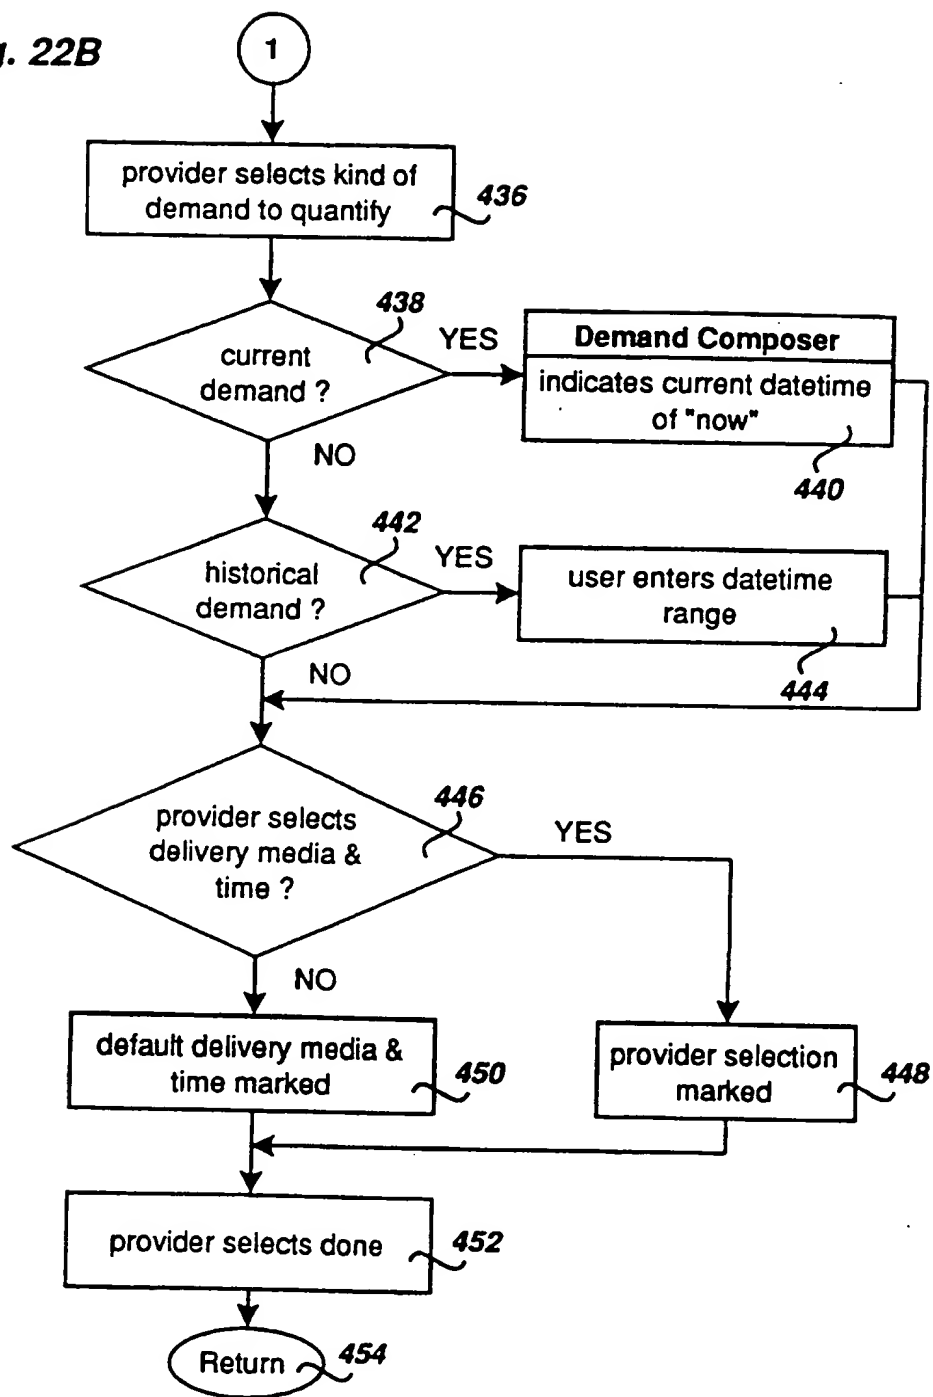 . 22B
1
provider selects kind of
demand to quantify
436
438
current
demand ?
YES
Demand Composer
indicates current datetime
of "now"
440
NO
442
historical
demand ?
YES
user enters datetime
range
444
NO
446
provider selects
delivery media &
time ?
YES
NO
default delivery media &
time marked
450
provider selection
marked
448
provider selects done
452
Return
454